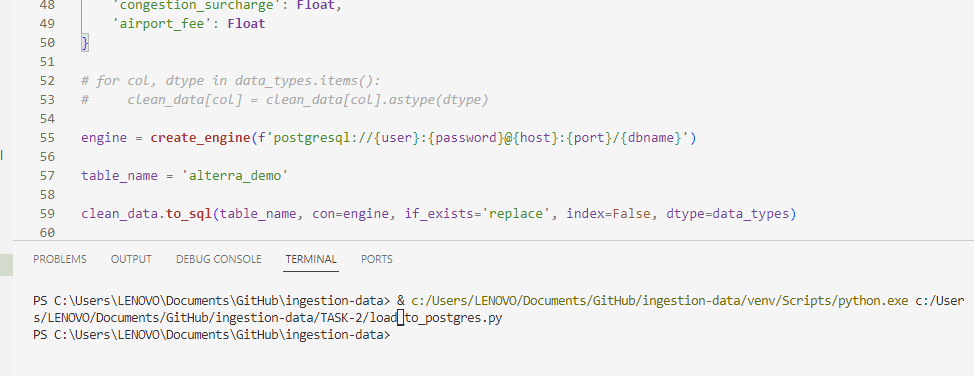 48 'congestion_surcharge': Float,
49 'airport_fee': Float
50 }
51
52 # for col, dtype in data_types.items():
53 #     clean_data[col] = clean_data[col].astype(dtype)
54
55 engine = create_engine(f'postgresql://{user}:{password}@{host}:{port}/{dbname}')
56
57 table_name = 'alterra_demo'
58
59 clean_data.to_sql(table_name, con=engine, if_exists='replace', index=False, dtype=data_types)
60
PROBLEMS OUTPUT DEBUG CONSOLE TERMINAL PORTS
PS C:\Users\LENOVO\Documents\GitHub\ingestion-data> & c:/Users/LENOVO/Documents/GitHub/ingestion-data/venv/Scripts/python.exe c:/User
s/LENOVO/Documents/GitHub/ingestion-data/TASK-2/load_to_postgres.py
PS C:\Users\LENOVO\Documents\GitHub\ingestion-data>